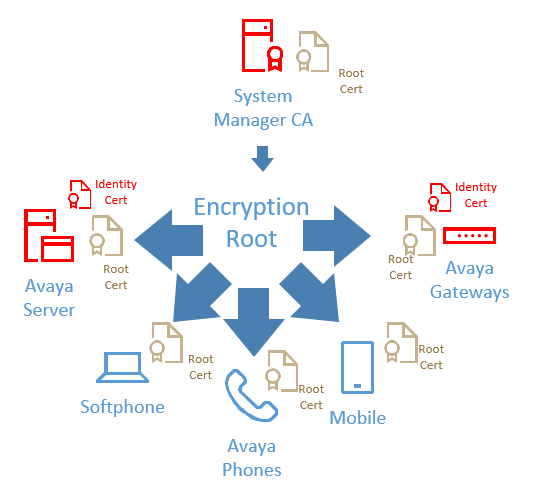 Root
Cert
System
Manager CA
Identity
Cert
Identity
Cert
Encryption
Root
Root
Cert
Root
Cert
Avaya
Server
Avaya
Gateways
Root
Cert
Root
Cert
Root
Cert
Softphone
Avaya
Phones
Mobile